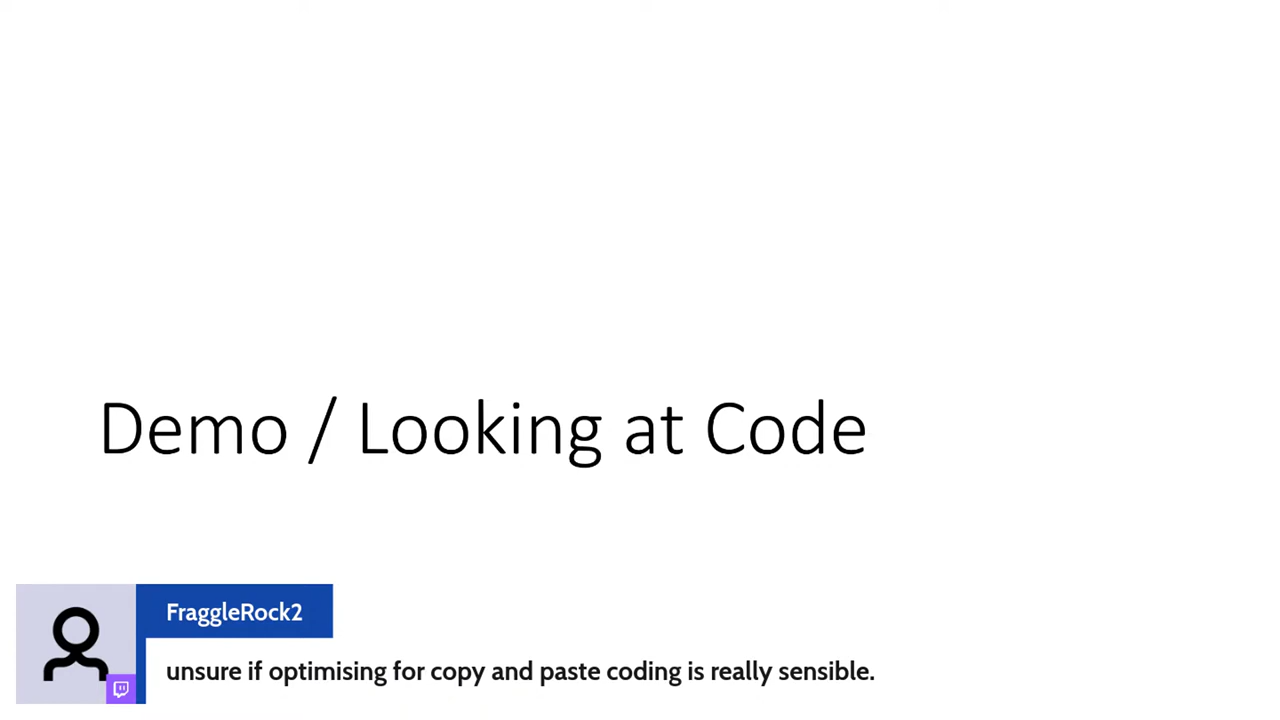 Demo / Looking at Code
FraggleRock2
unsure if optimising for copy and paste coding is really sensible.